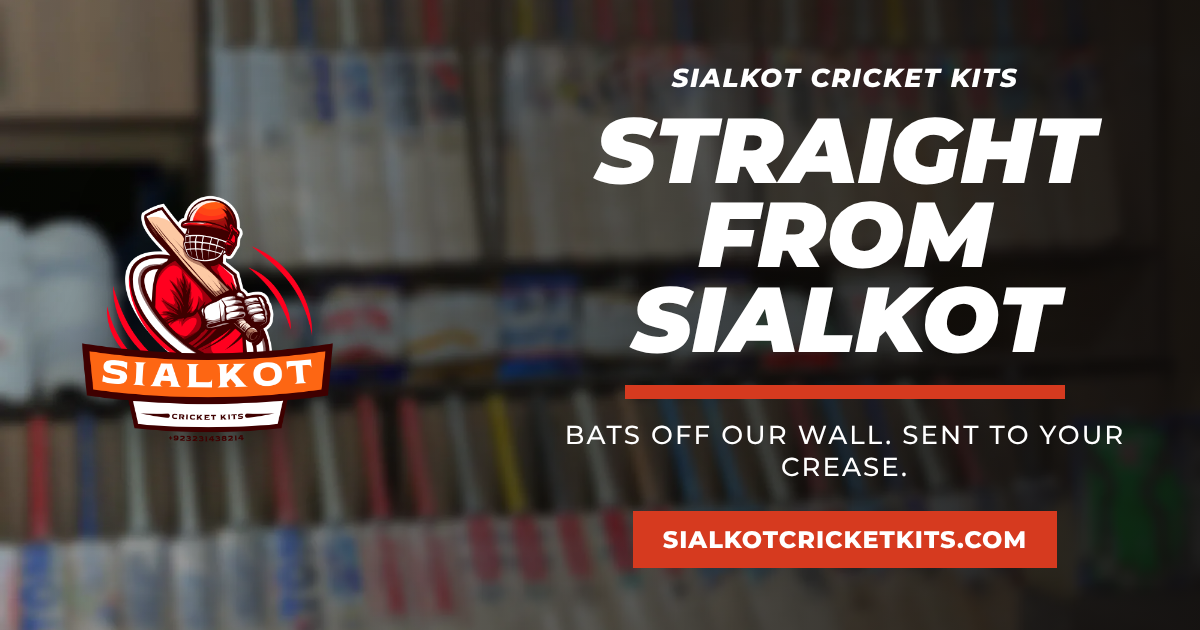 SIALKOT CRICKET KITS
STRAIGHT
FROM
SIALKOT
BATS OFF OUR WALL. SENT TO YOUR
CREASE.
SIALKOTCRICKETKITS.COM
SIALKOT
CRICKET KITS